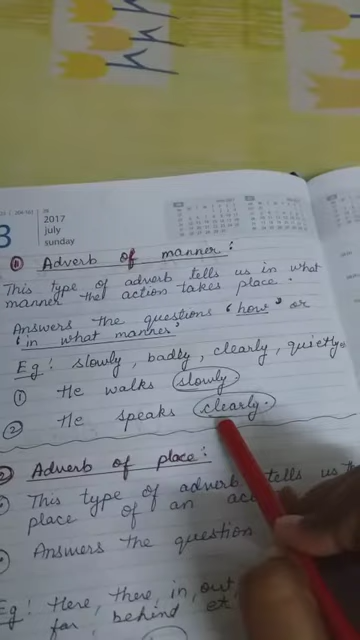 2017
july
sunday
① Adverb of manner :
This type of adverb tells us in what
manner the action takes place.
Answers the questions 'how' or
'in what manner'
Eg : slowly, badly, clearly, quietly.
① He walks slowly.
② He speaks clearly.
② Adverb of place :
This type of adverb tells us
place of an
Answers the question
Eg : Here, there, in, out,
far, behind